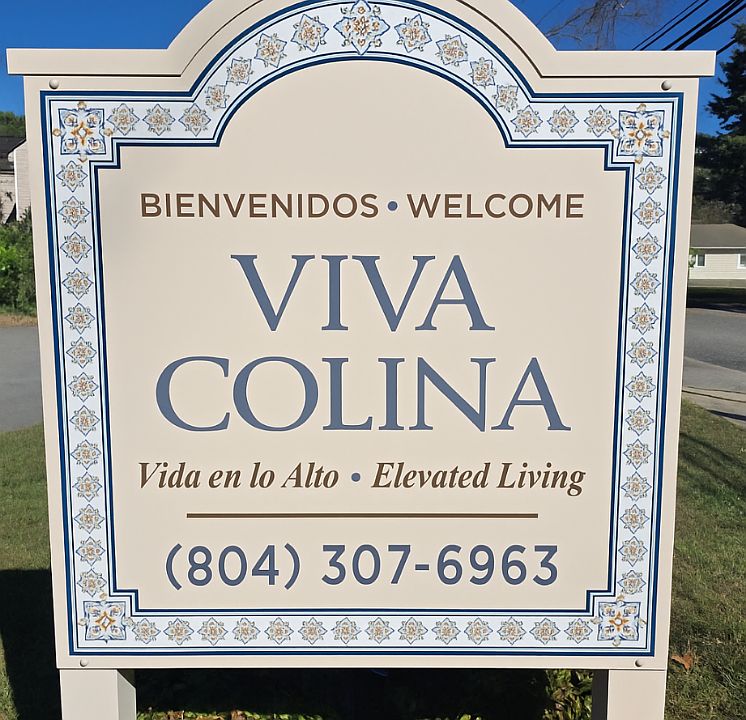 BIENVENIDOS • WELCOME
VIVA
COLINA
Vida en lo Alto • Elevated Living
(804) 307-6963